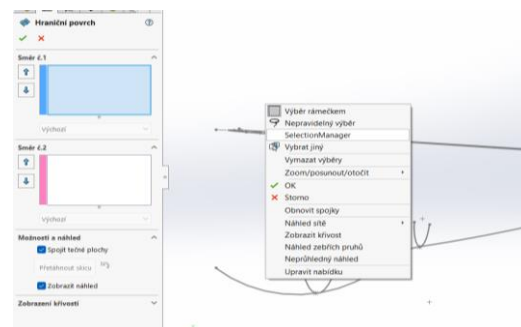 Hraniční povrch
Směr č.1
Výchozí
Směr č.2
Výchozí
Možnosti a náhled
Spojit tečné plochy
Přetáhnout skicu
Zobrazit náhled
Zobrazení křivosti
Výběr rámečkem
Nepravidelný výběr
SelectionManager
Vybrat jiný
Vymazat výběry
Zoom/posunout/otočit
OK
Storno
Obnovit spojky
Náhled sítě
Zobrazit křivost
Náhled zebřích pruhů
Neprůhledný náhled
Upravit nabídku